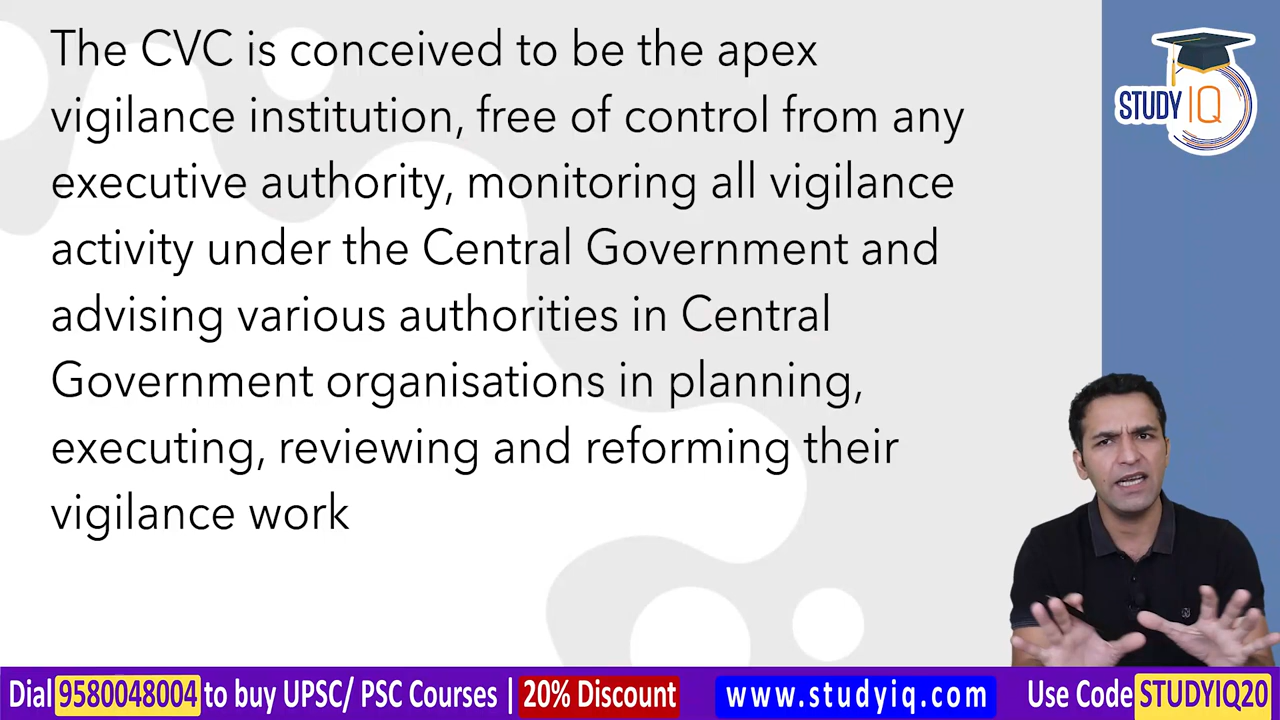 The CVC is conceived to be the apex
vigilance institution, free of control from any
executive authority, monitoring all vigilance
activity under the Central Government and
advising various authorities in Central
Government organisations in planning,
executing, reviewing and reforming their
vigilance work
STUDY IQ
Dial 9580048004 to buy UPSC/ PSC Courses | 20% Discount www.studyiq.com Use Code STUDYIQ20